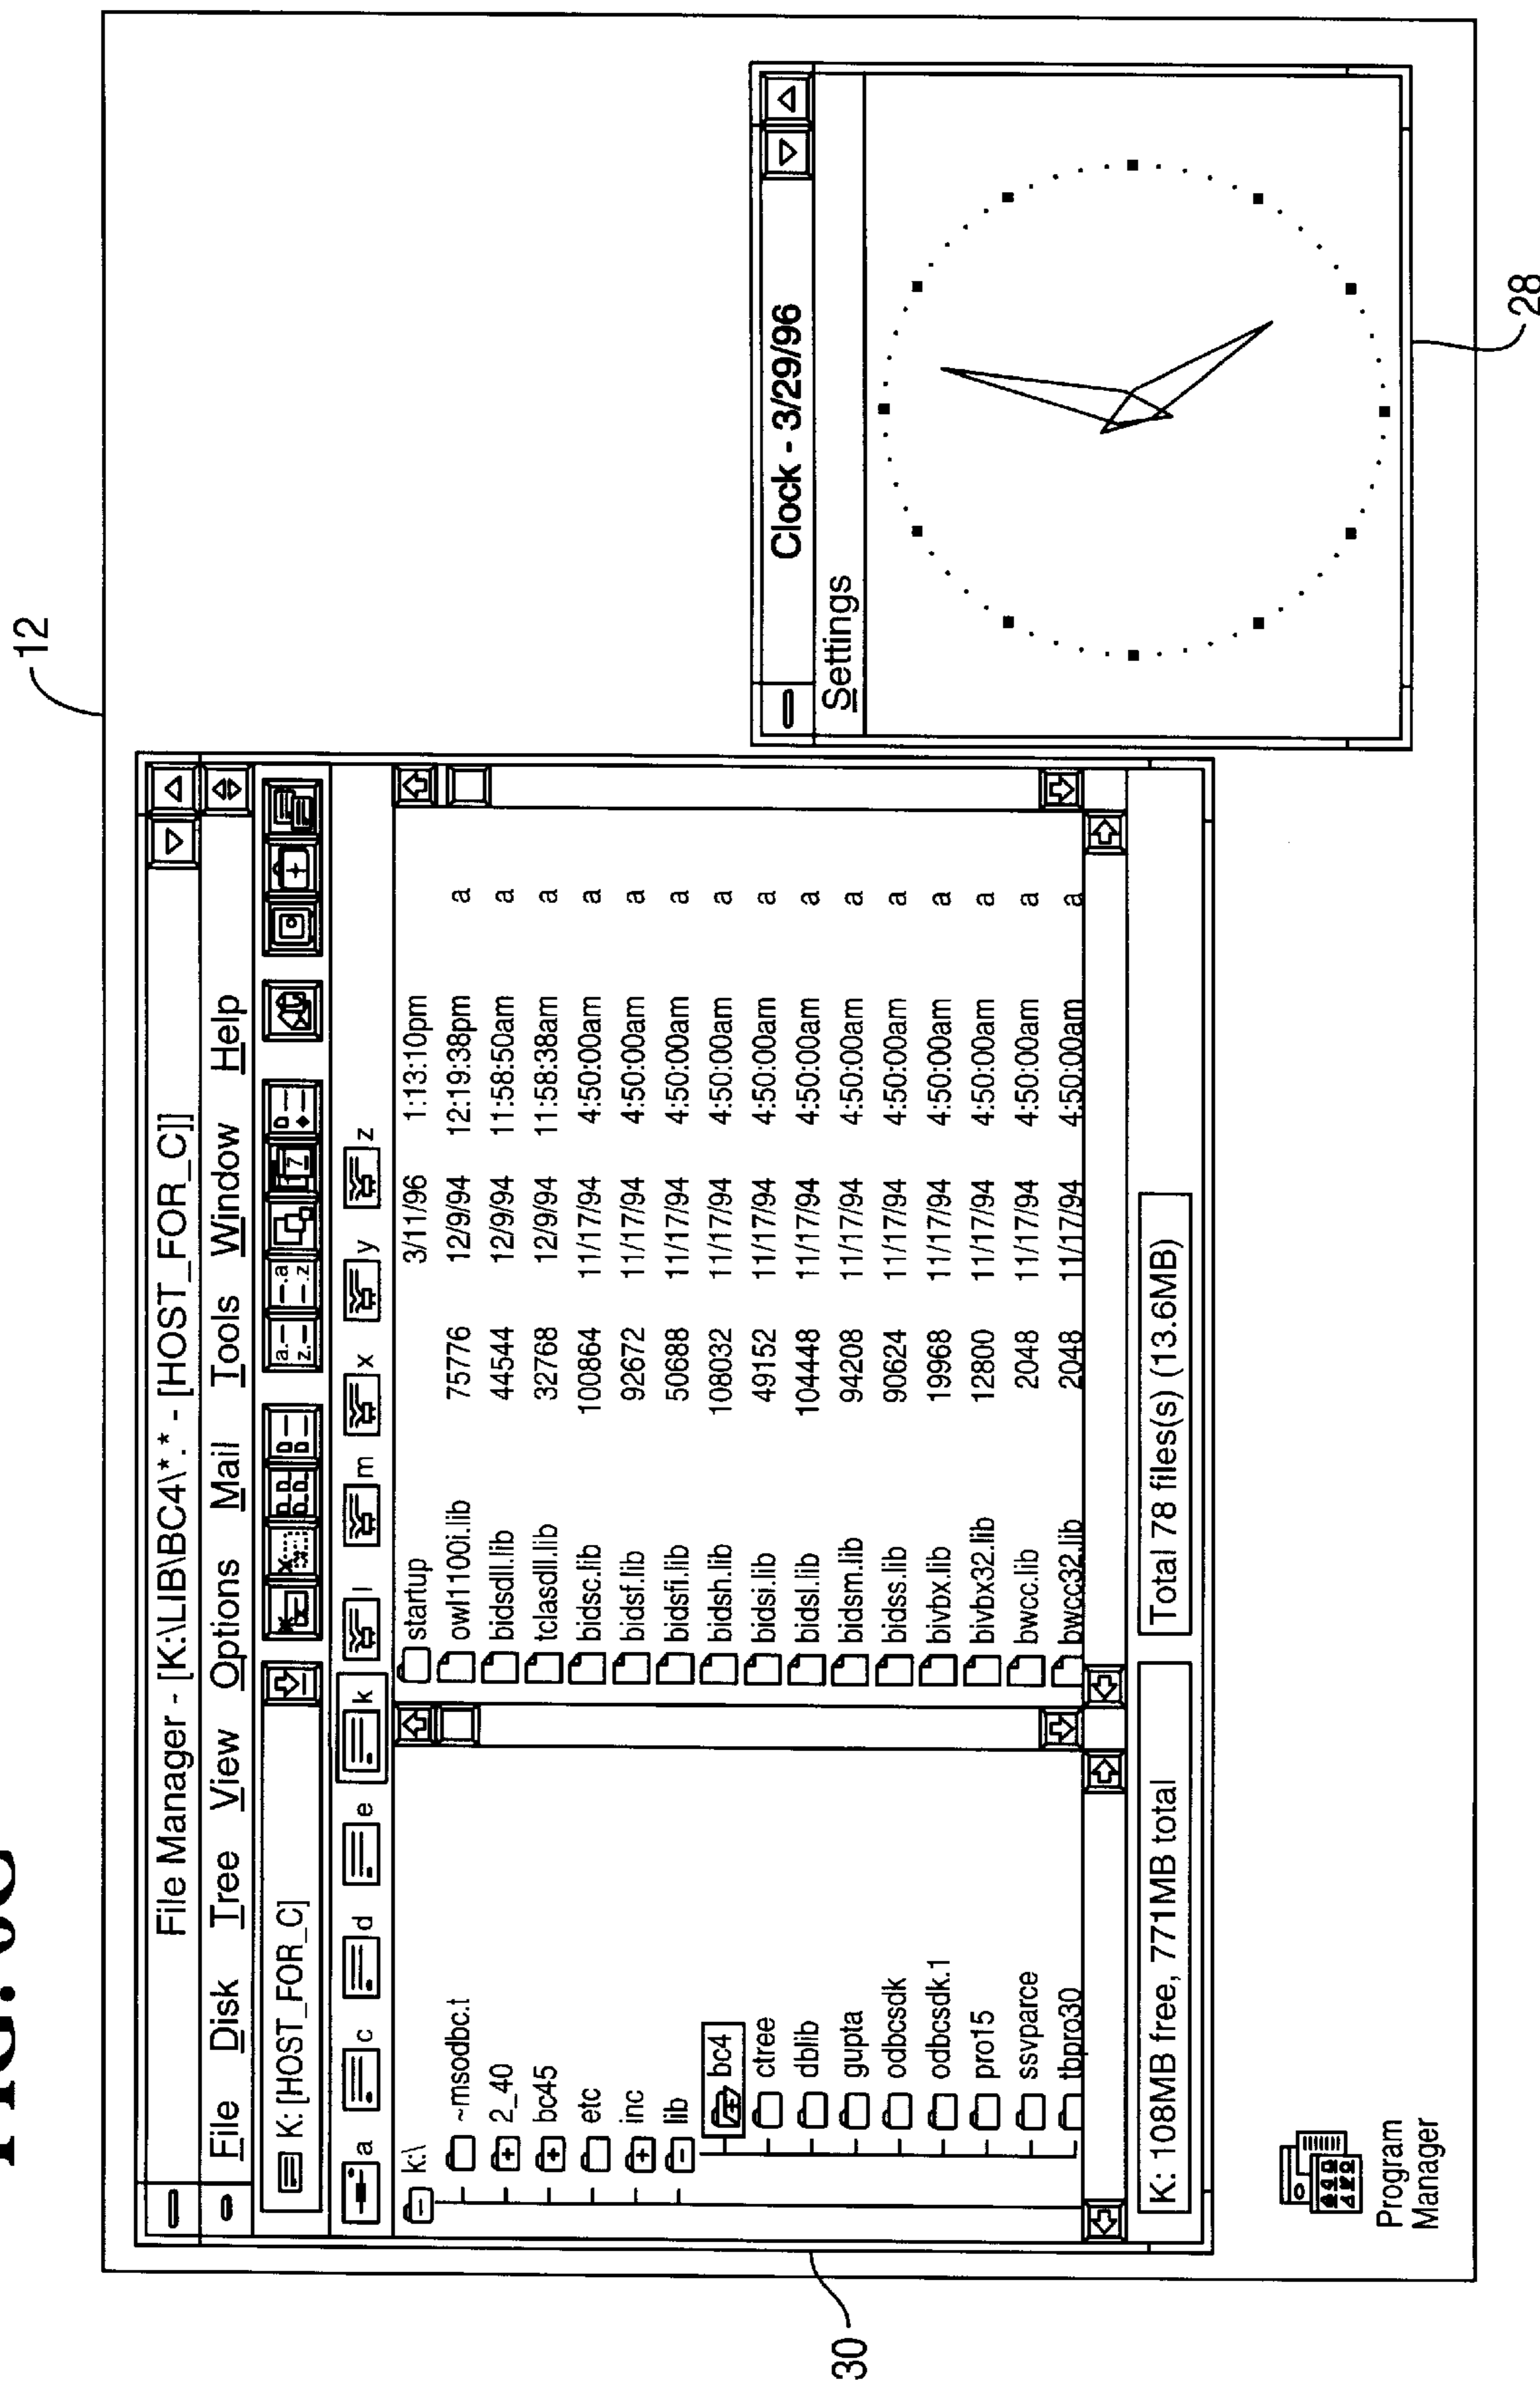 12
File Manager - [K:\LIB\BC4\*.* - [HOST_FOR_C]]
File Disk Tree View Options Mail Tools Window Help
K: [HOST_FOR_C]
a c d e k l m x y z
k:\
~msodbc.t
2_40
bc45
etc
inc
lib
bc4
ctree
dblib
gupta
odbcsdk
odbcsdk.1
pro15
ssvparce
tbpro30
startup 3/11/96 1:13:10pm
owl1100i.lib 75776 12/9/94 12:19:38pm a
bidsdll.lib 44544 12/9/94 11:58:50am a
tclasdll.lib 32768 12/9/94 11:58:38am a
bidsc.lib 100864 11/17/94 4:50:00am a
bidsf.lib 92672 11/17/94 4:50:00am a
bidsfi.lib 50688 11/17/94 4:50:00am a
bidsh.lib 108032 11/17/94 4:50:00am a
bidsi.lib 49152 11/17/94 4:50:00am a
bidsl.lib 104448 11/17/94 4:50:00am a
bidsm.lib 94208 11/17/94 4:50:00am a
bidss.lib 90624 11/17/94 4:50:00am a
bivbx.lib 19968 11/17/94 4:50:00am a
bivbx32.lib 12800 11/17/94 4:50:00am a
bwcc.lib 2048 11/17/94 4:50:00am a
bwcc32.lib 2048 11/17/94 4:50:00am a
K: 108MB free, 771MB total
Total 78 files(s) (13.6MB)
30
Clock - 3/29/96
Settings
28
Program
Manager